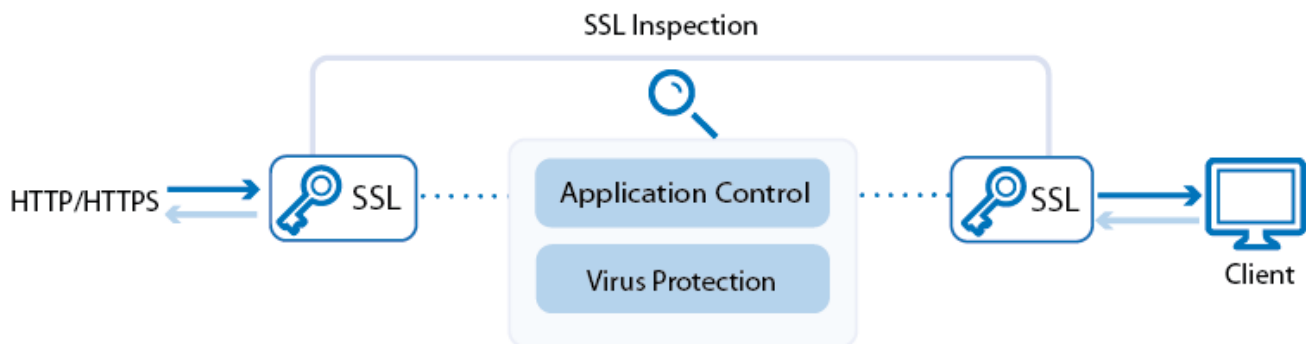 SSL Inspection
HTTP/HTTPS
SSL
Application Control
Virus Protection
SSL
Client